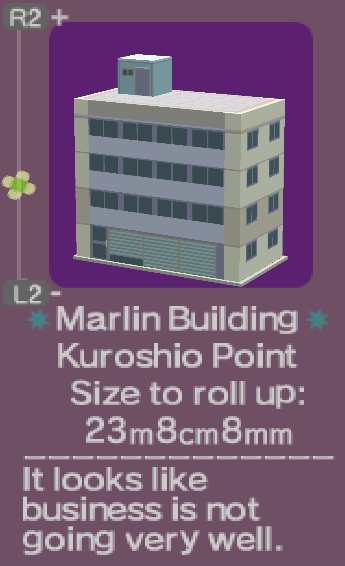 R2 +
L2 -
Marlin Building
Kuroshio Point
Size to roll up:
23m8cm8mm
It looks like
business is not
going very well.